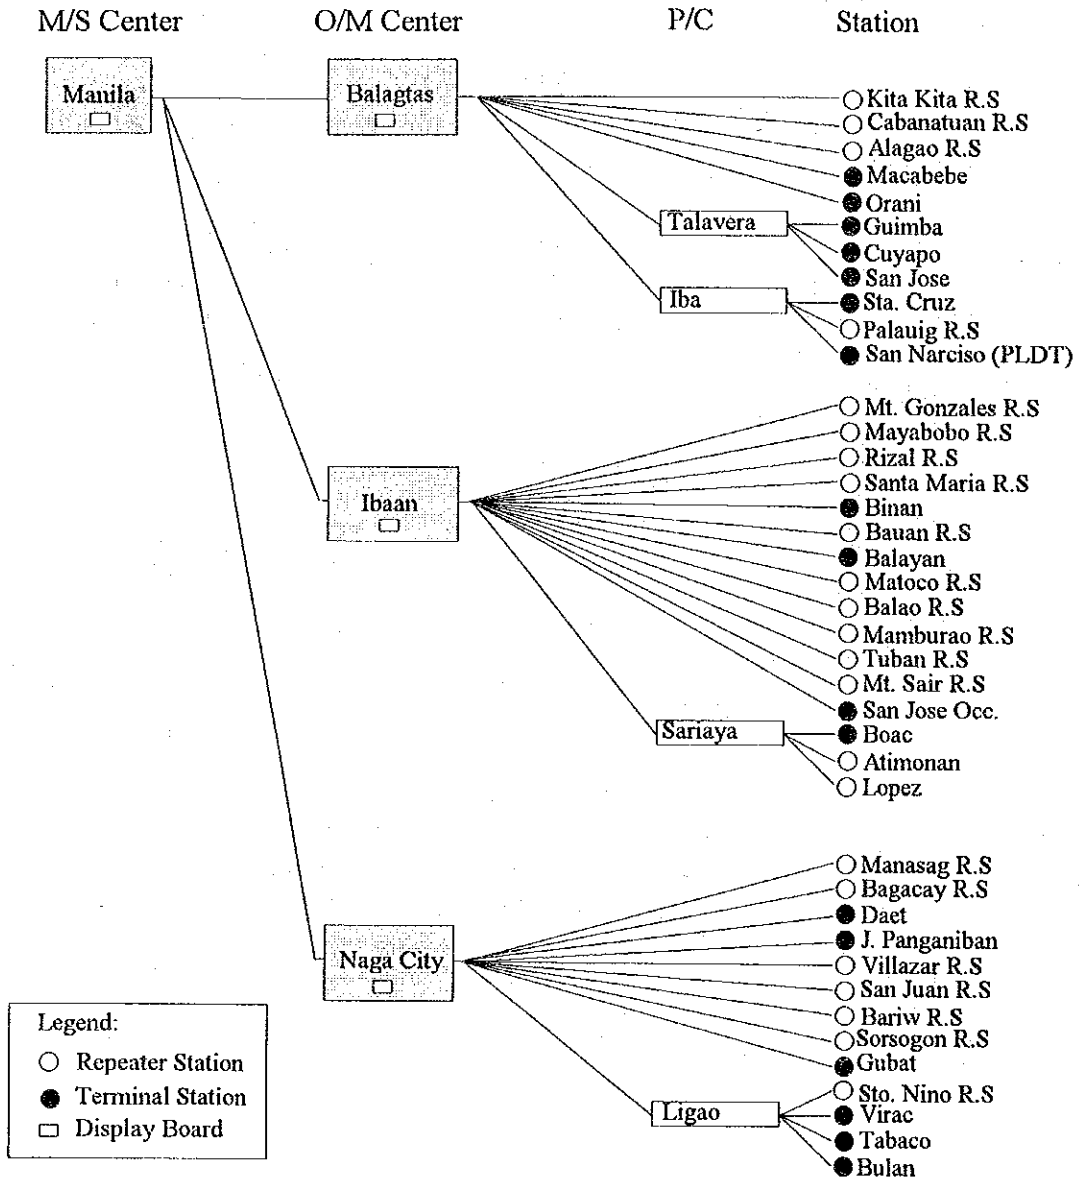 M/S Center O/M Center P/C Station
Manila
Balagtas
Kita Kita R.S
Cabanatuan R.S
Alagao R.S
Macabebe
Orani
Talavera
Guimba
Cuyapo
San Jose
Iba
Sta. Cruz
Palauig R.S
San Narciso (PLDT)
Ibaan
Mt. Gonzales R.S
Mayabobo R.S
Rizal R.S
Santa Maria R.S
Binan
Bauan R.S
Balayan
Matoco R.S
Balao R.S
Mamburao R.S
Tuban R.S
Mt. Sair R.S
San Jose Occ.
Sariaya
Boac
Atimonan
Lopez
Naga City
Manasag R.S
Bagacay R.S
Daet
J. Panganiban
Villazar R.S
San Juan R.S
Bariw R.S
Sorsogon R.S
Gubat
Ligao
Sto. Nino R.S
Virac
Tabaco
Bulan
Legend:
Repeater Station
Terminal Station
Display Board